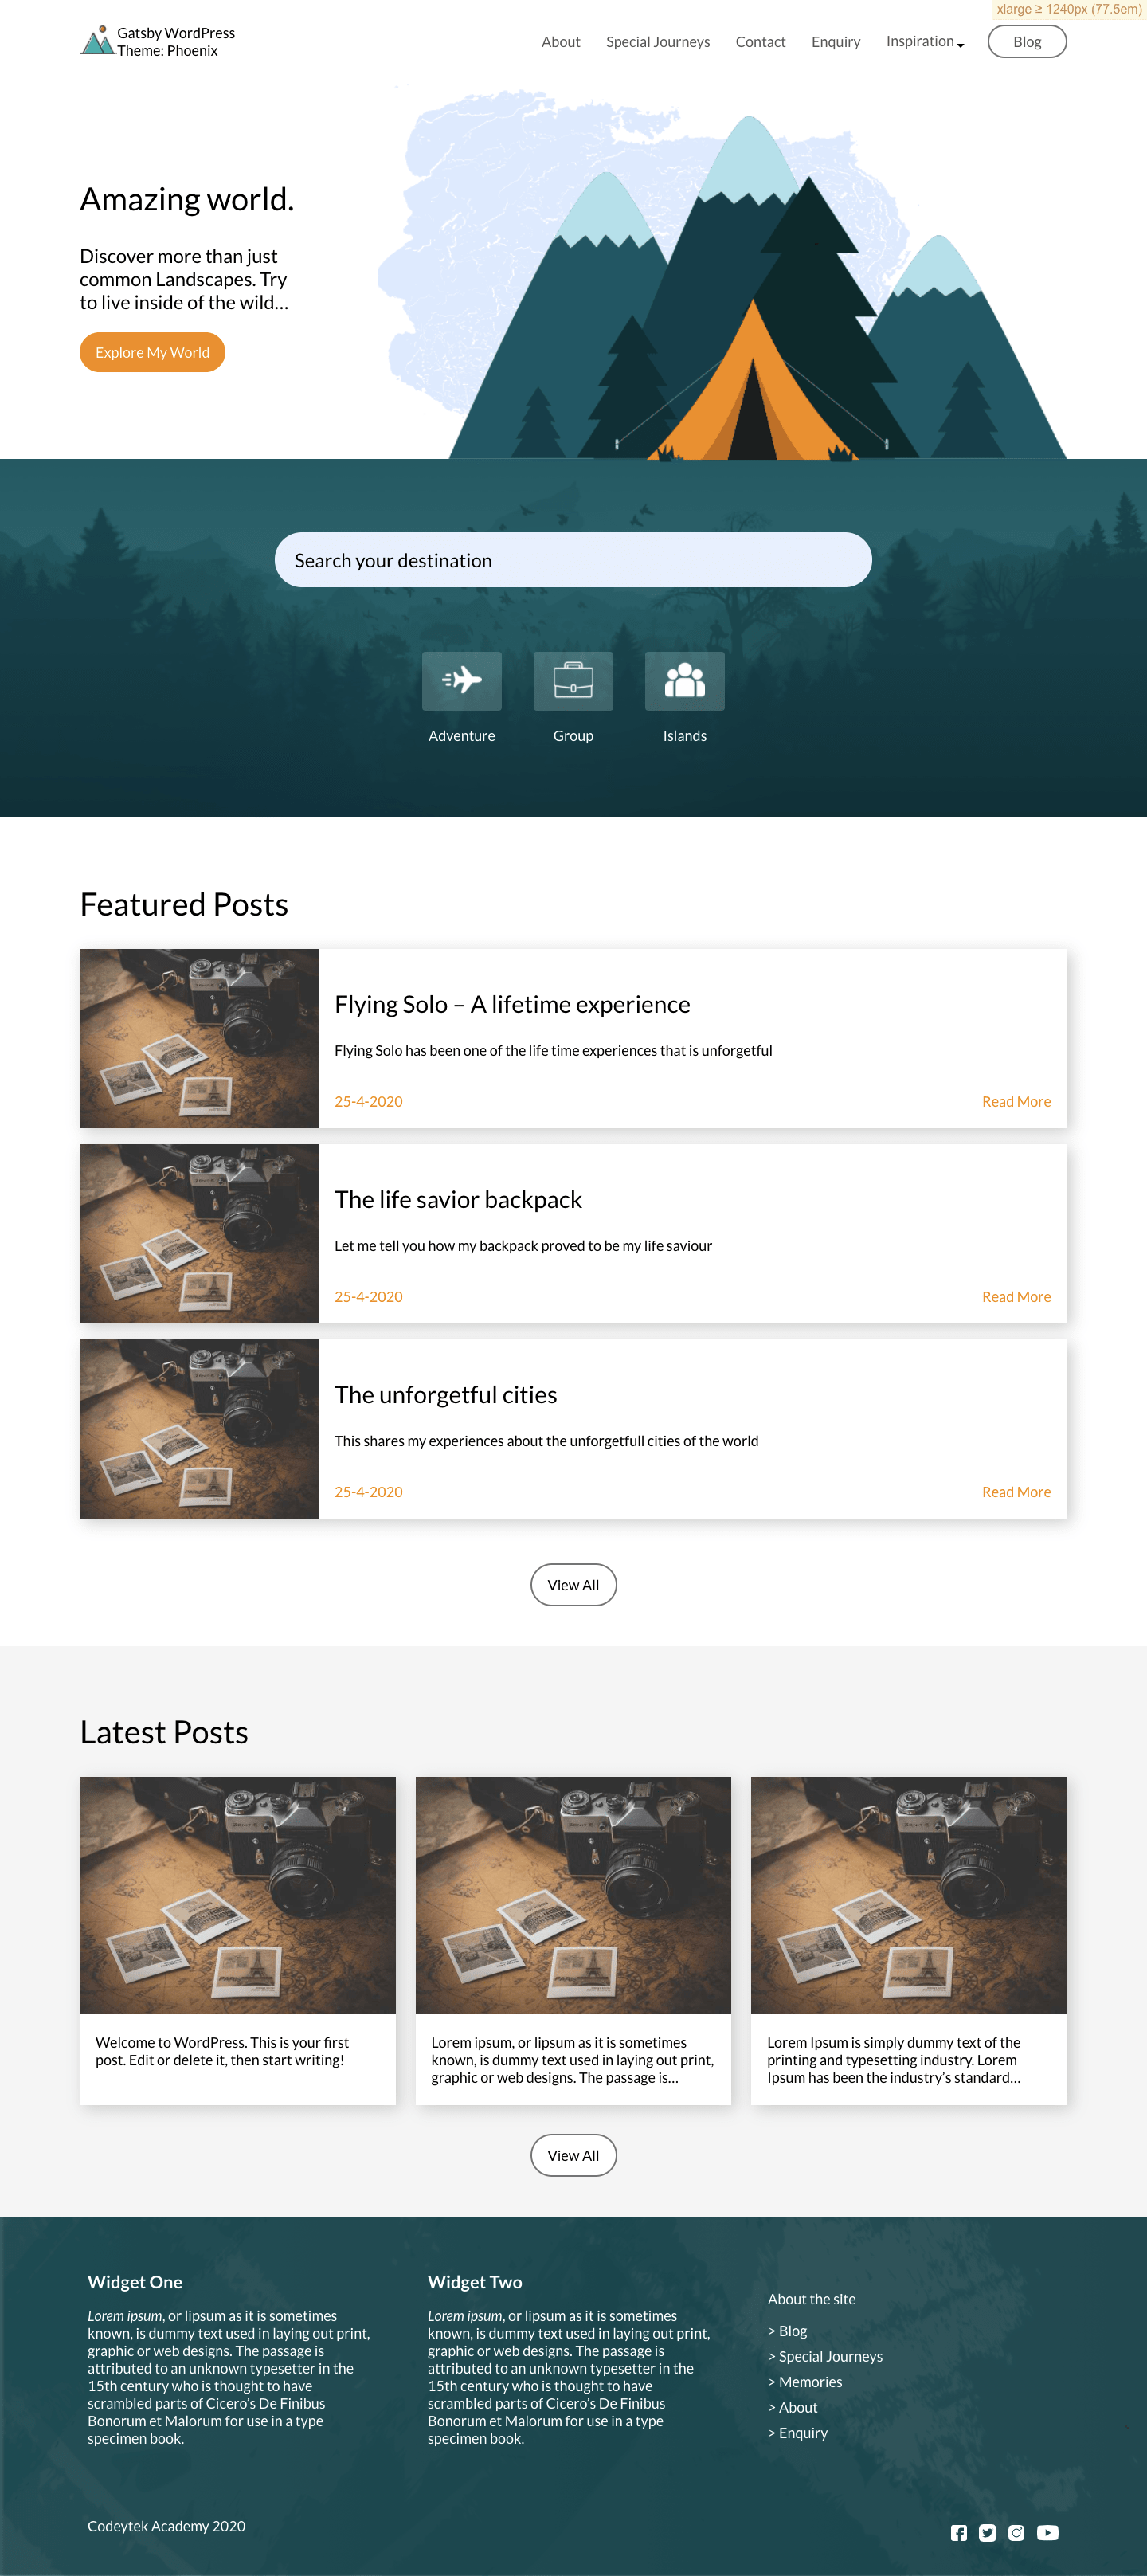 xlarge ≥ 1240px (77.5em)
Gatsby WordPress
Theme: Phoenix
About Special Journeys Contact Enquiry Inspiration Blog
Amazing world.
Discover more than just
common Landscapes. Try
to live inside of the wild...
Explore My World
Search your destination
Adventure Group Islands
Featured Posts
Flying Solo – A lifetime experience
Flying Solo has been one of the life time experiences that is unforgetful
25-4-2020 Read More
The life savior backpack
Let me tell you how my backpack proved to be my life saviour
25-4-2020 Read More
The unforgetful cities
This shares my experiences about the unforgetfull cities of the world
25-4-2020 Read More
View All
Latest Posts
Welcome to WordPress. This is your first
post. Edit or delete it, then start writing!
Lorem ipsum, or lipsum as it is sometimes
known, is dummy text used in laying out print,
graphic or web designs. The passage is...
Lorem Ipsum is simply dummy text of the
printing and typesetting industry. Lorem
Ipsum has been the industry's standard...
View All
Widget One
Lorem ipsum, or lipsum as it is sometimes
known, is dummy text used in laying out print,
graphic or web designs. The passage is
attributed to an unknown typesetter in the
15th century who is thought to have
scrambled parts of Cicero's De Finibus
Bonorum et Malorum for use in a type
specimen book.
Widget Two
Lorem ipsum, or lipsum as it is sometimes
known, is dummy text used in laying out print,
graphic or web designs. The passage is
attributed to an unknown typesetter in the
15th century who is thought to have
scrambled parts of Cicero's De Finibus
Bonorum et Malorum for use in a type
specimen book.
About the site
> Blog
> Special Journeys
> Memories
> About
> Enquiry
Codeytek Academy 2020